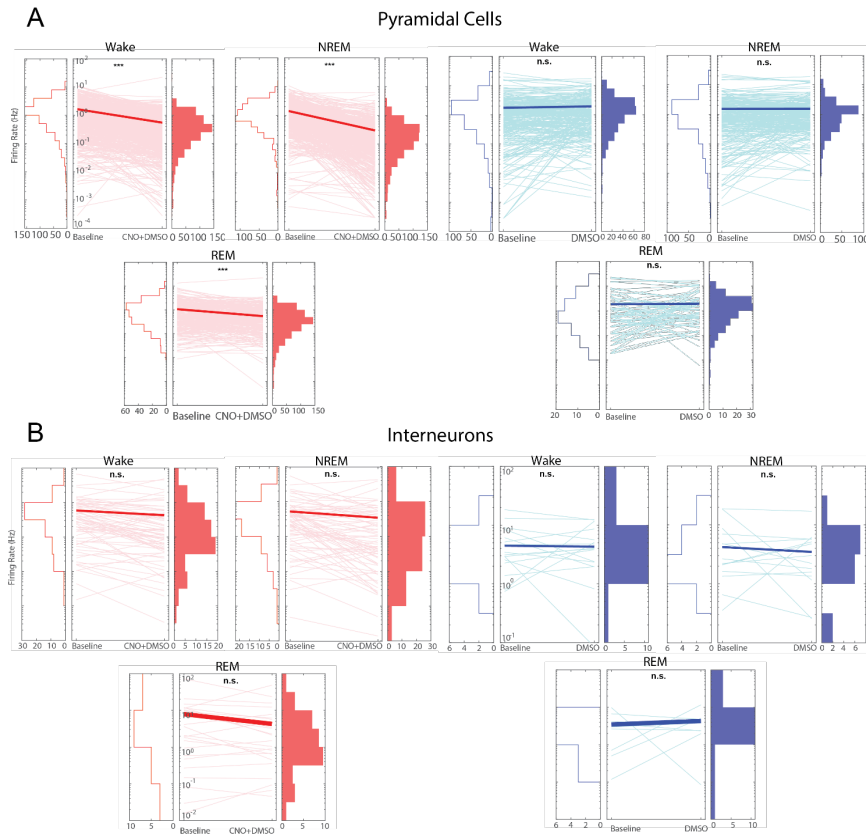 A
Pyramidal Cells
Wake NREM Wake NREM
*** *** n.s. n.s.
Firing Rate (Hz)
10² 10¹ 10⁰ 10⁻¹ 10⁻² 10⁻³ 10⁻⁴
Baseline CNO+DMSO Baseline CNO+DMSO Baseline DMSO Baseline DMSO
150 100 50 0 0 50 100 150 100 50 0 0 50 100 150 100 50 0 0 20 40 60 80 100 50 0 0 50 100
REM REM
*** n.s.
Baseline CNO+DMSO Baseline DMSO
60 40 20 0 0 50 100 150 20 10 0 0 10 20 30
B
Interneurons
Wake NREM Wake NREM
n.s. n.s. n.s. n.s.
Firing Rate (Hz)
10² 10¹ 10⁰ 10⁻¹
Baseline CNO+DMSO Baseline CNO+DMSO Baseline DMSO Baseline DMSO
30 20 10 0 0 5 10 15 20 20 15 10 5 0 0 10 20 30 6 4 2 0 0 5 10 6 4 2 0 0 2 4 6
REM REM
n.s. n.s.
10² 10¹ 10⁰ 10⁻¹ 10⁻²
Baseline CNO+DMSO Baseline DMSO
10 5 0 0 5 10 6 4 2 0 0 5 10